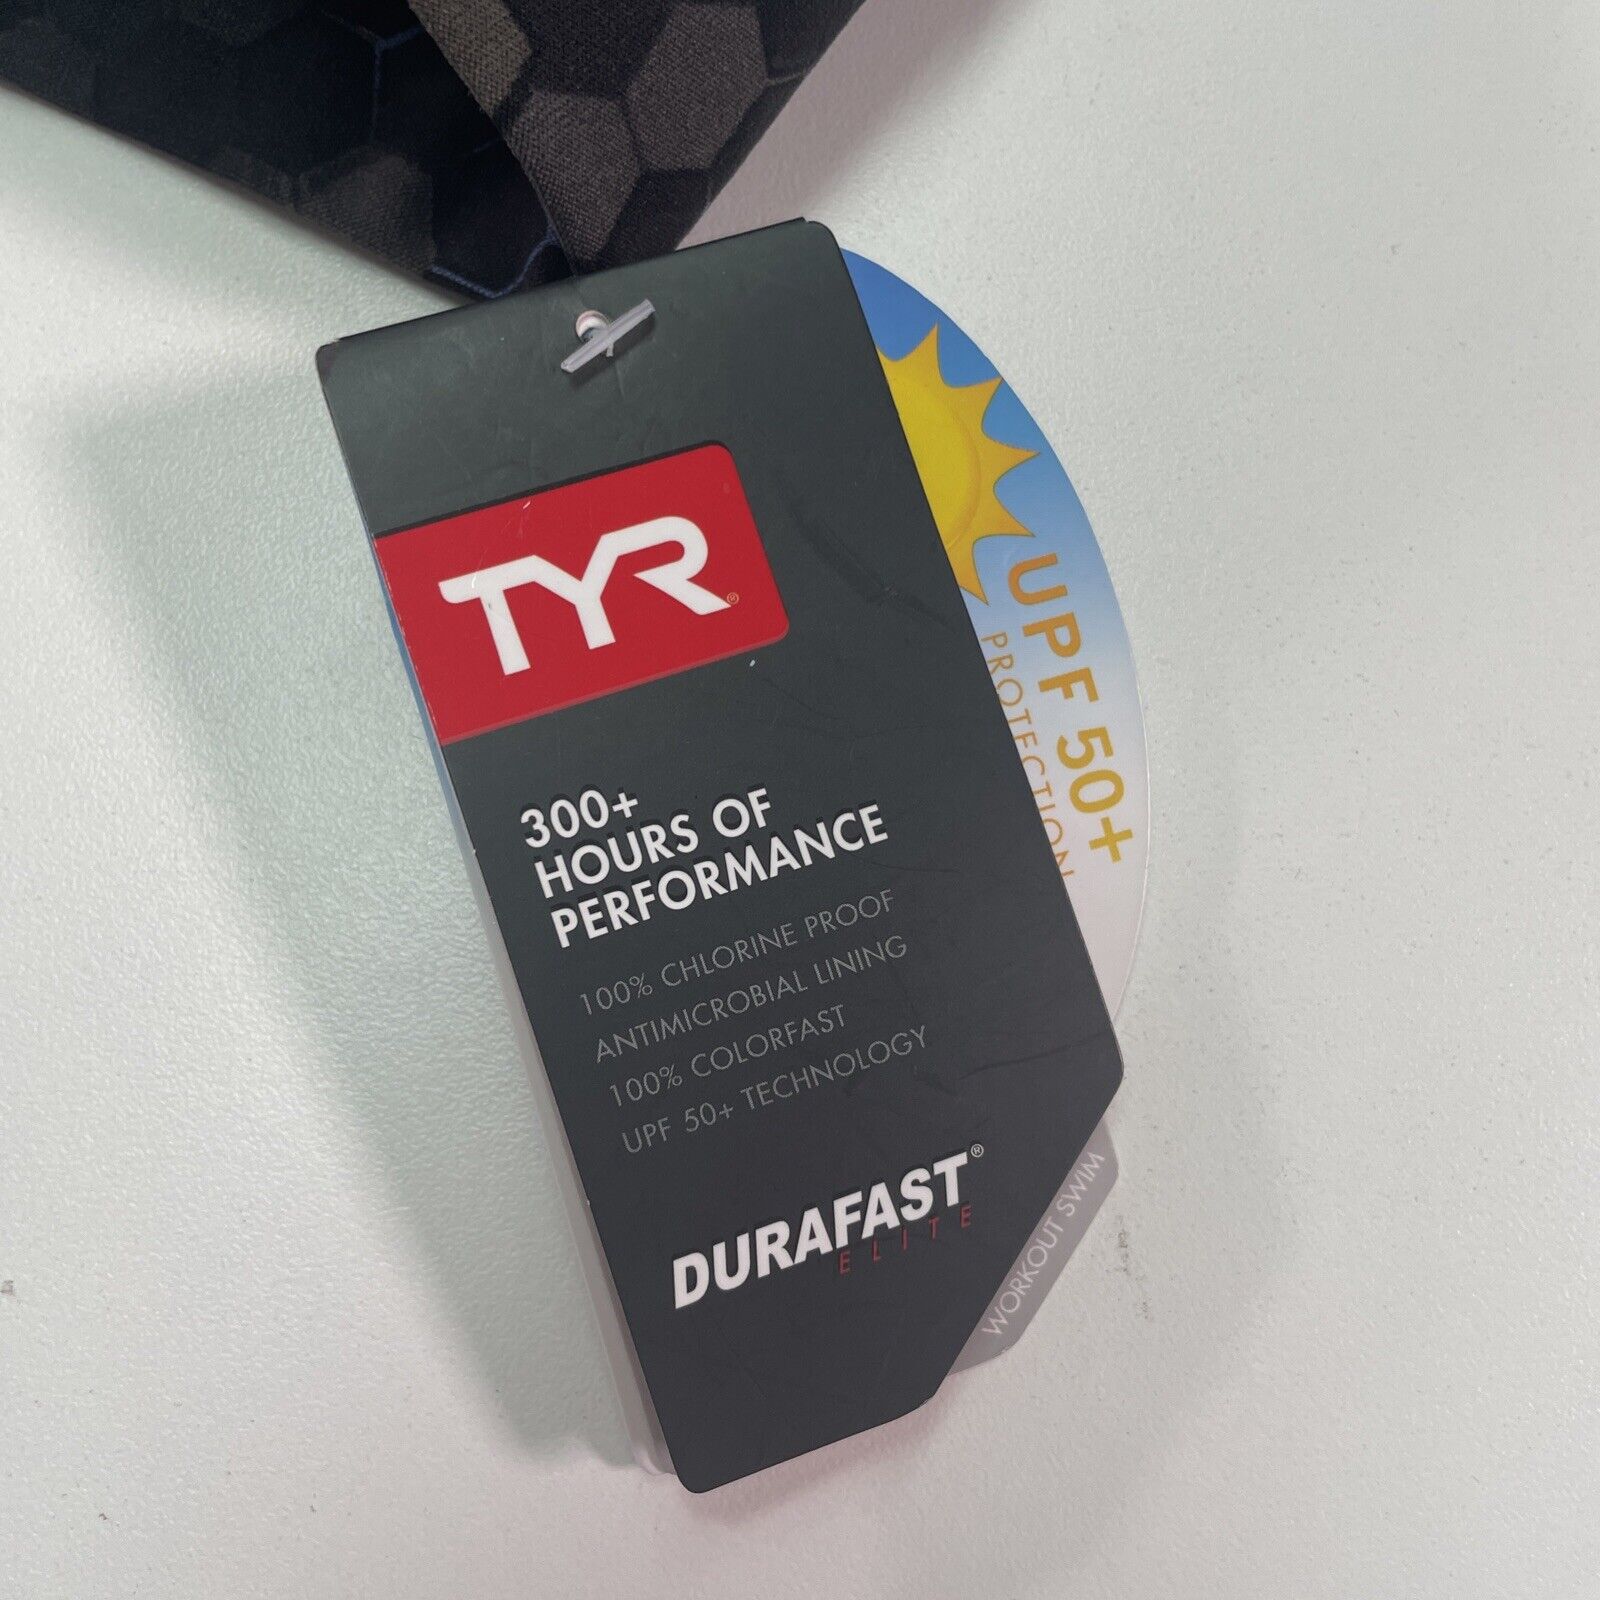 TYR®
300+
HOURS OF
PERFORMANCE
100% CHLORINE PROOF
ANTIMICROBIAL LINING
100% COLORFAST
UPF 50+ TECHNOLOGY
DURAFAST®
ELITE
UPF 50+
PROTECTION
WORKOUT SWIM